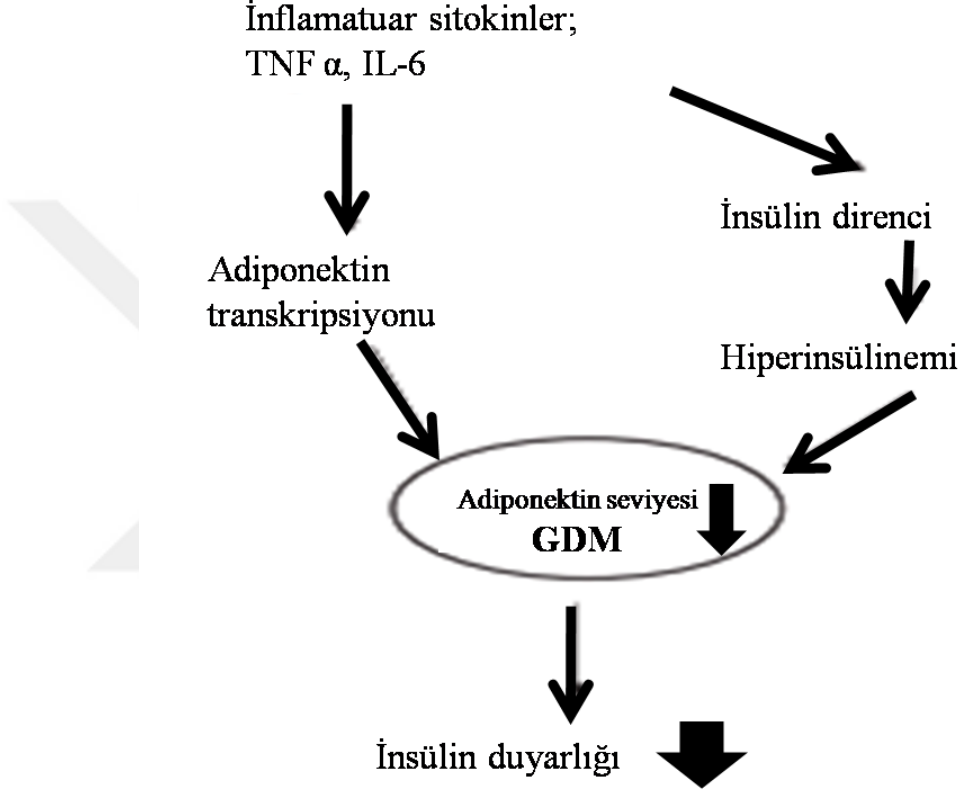 İnflamatuar sitokinler;
TNF α, IL-6
İnsülin direnci
Adiponektin
transkripsiyonu
Hiperinsülinemi
Adiponektin seviyesi
GDM
İnsülin duyarlığı